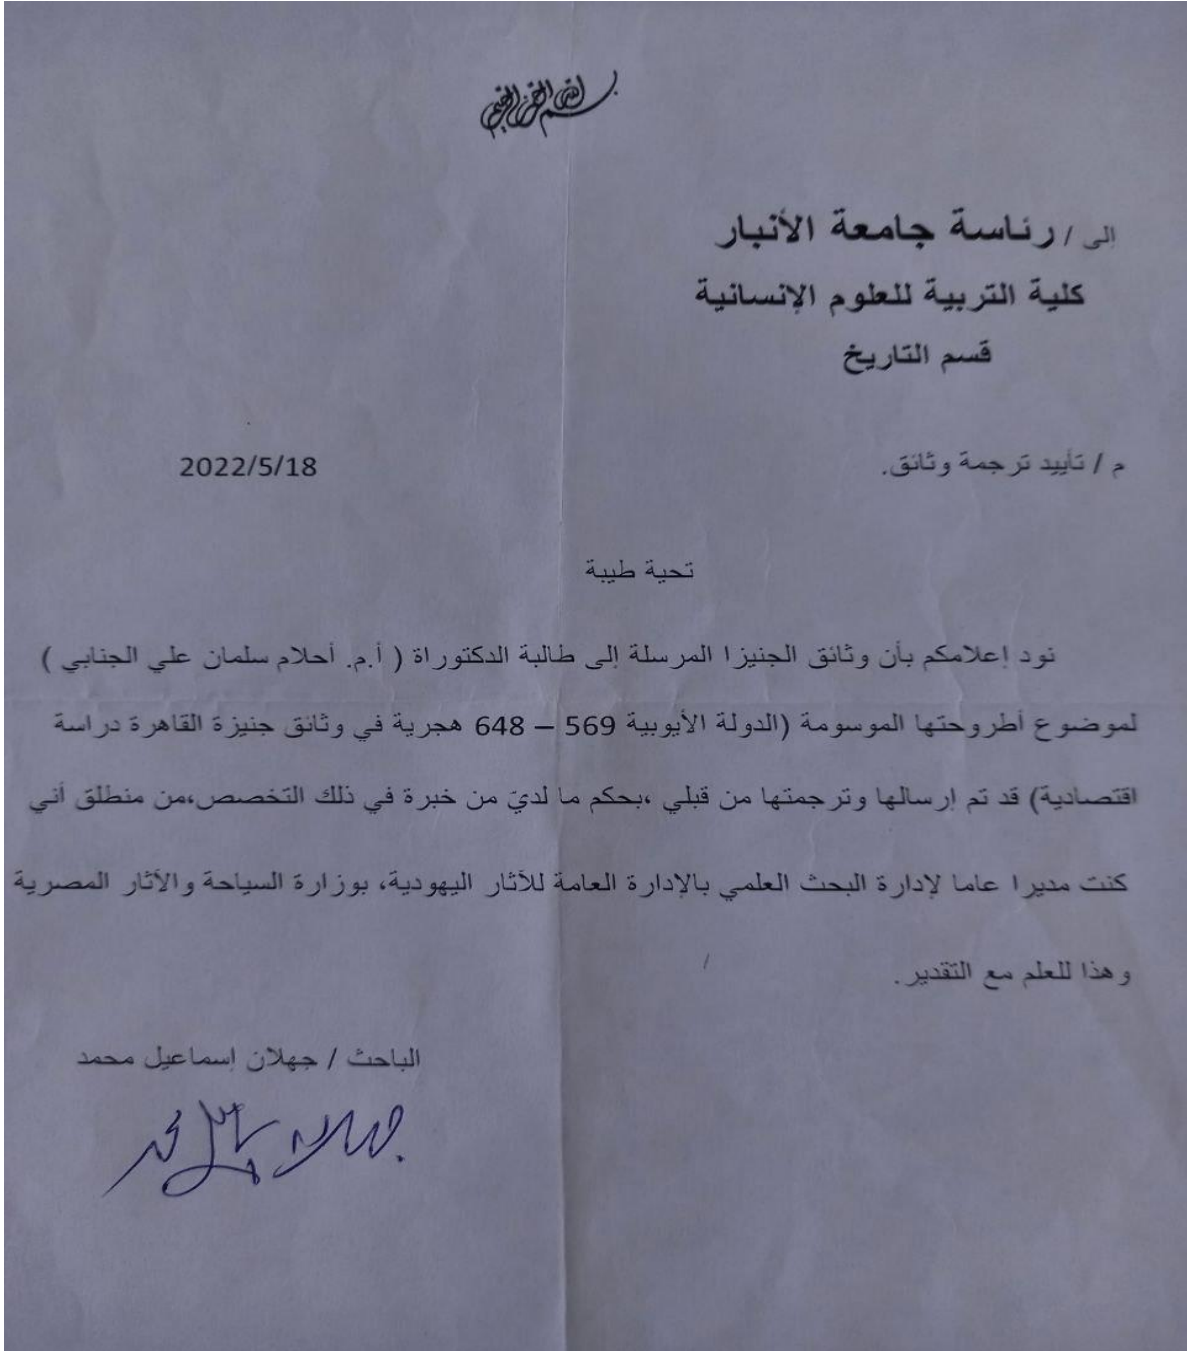 بسم الله الرحمن الرحيم
إلى / رئاسة جامعة الأنبار
كلية التربية للعلوم الإنسانية
قسم التاريخ
م / تأييد ترجمة وثائق.
2022/5/18
تحية طيبة
نود إعلامكم بأن وثائق الجنيزا المرسلة إلى طالبة الدكتوراة ( أ.م. أحلام سلمان علي الجنابي )
لموضوع أطروحتها الموسومة (الدولة الأيوبية 569 – 648 هجرية في وثائق جنيزة القاهرة دراسة
اقتصادية) قد تم إرسالها وترجمتها من قبلي ،بحكم ما لديَ من خبرة في ذلك التخصص،من منطلق أني
كنت مديرا عاما لإدارة البحث العلمي بالإدارة العامة للآثار اليهودية، بوزارة السياحة والآثار المصرية
وهذا للعلم مع التقدير.
الباحث / جهلان إسماعيل محمد
جهلان إسماعيل محمد